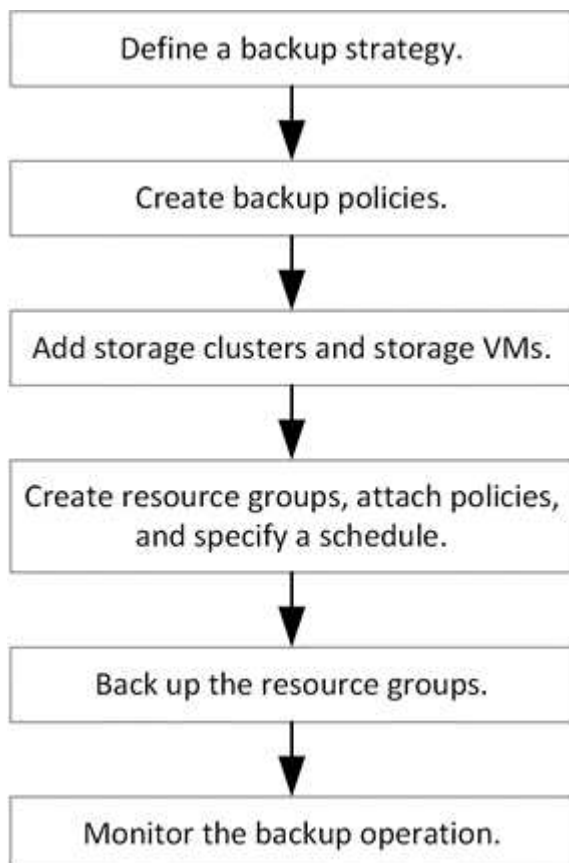 Define a backup strategy.
Create backup policies.
Add storage clusters and storage VMs.
Create resource groups, attach policies,
and specify a schedule.
Back up the resource groups.
Monitor the backup operation.